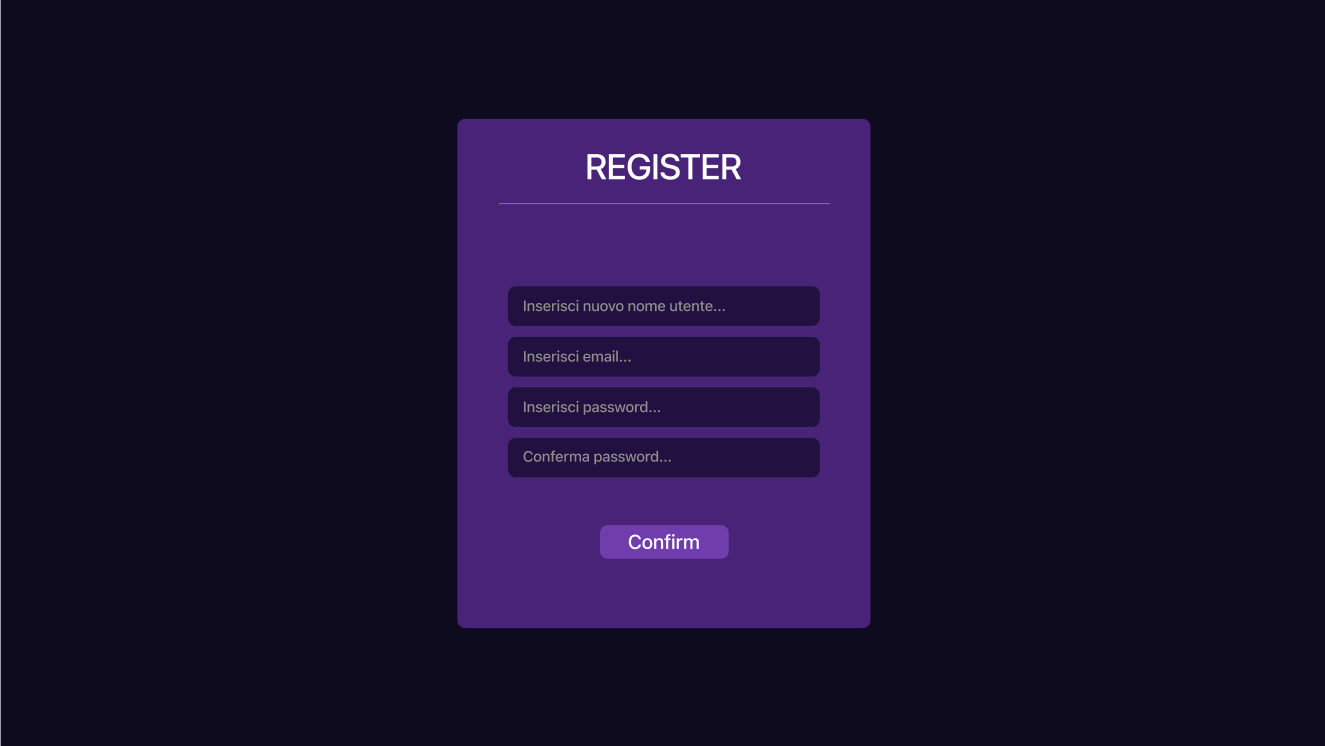 REGISTER
Inserisci nuovo nome utente...
Inserisci email...
Inserisci password...
Conferma password...
Confirm